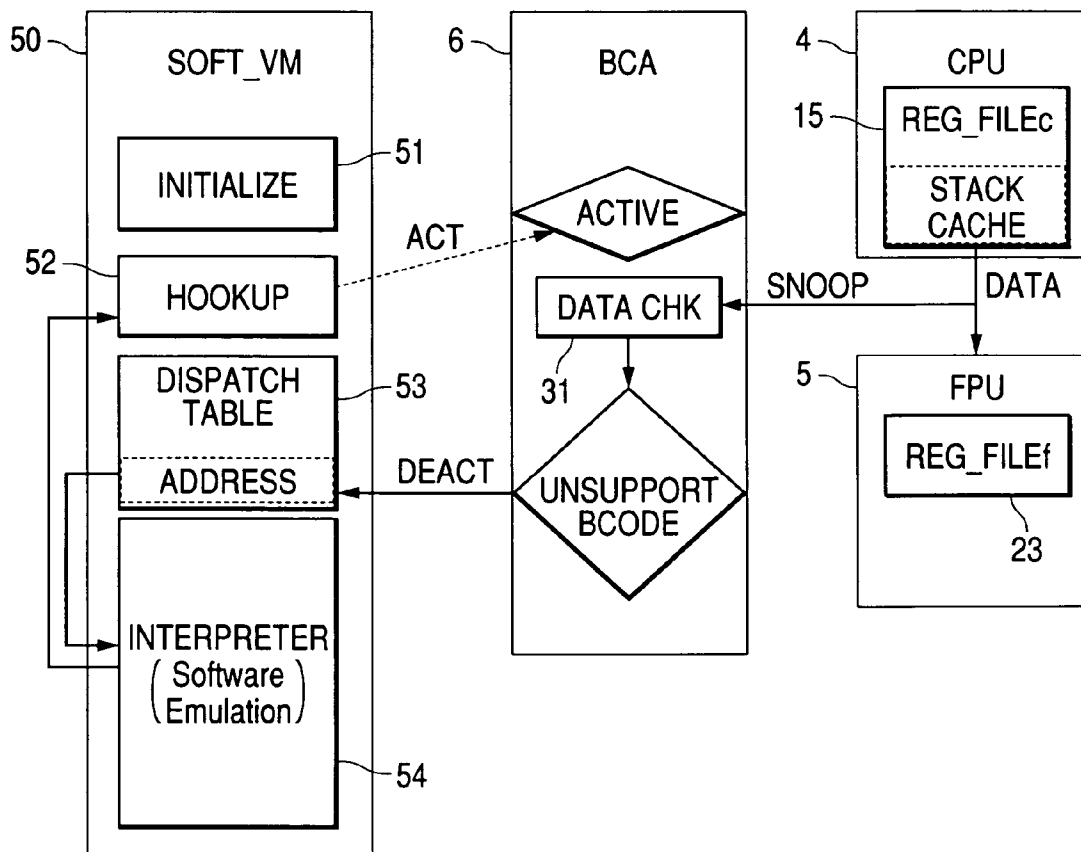 50
SOFT_VM
51
INITIALIZE
52
HOOKUP
ACT
DISPATCH
TABLE
53
ADDRESS
DEACT
INTERPRETER
(Software
Emulation)
54
6
BCA
ACTIVE
DATA CHK
31
SNOOP
UNSUPPORT
BCODE
4
CPU
15
REG_FILEc
STACK
CACHE
DATA
5
FPU
REG_FILEf
23